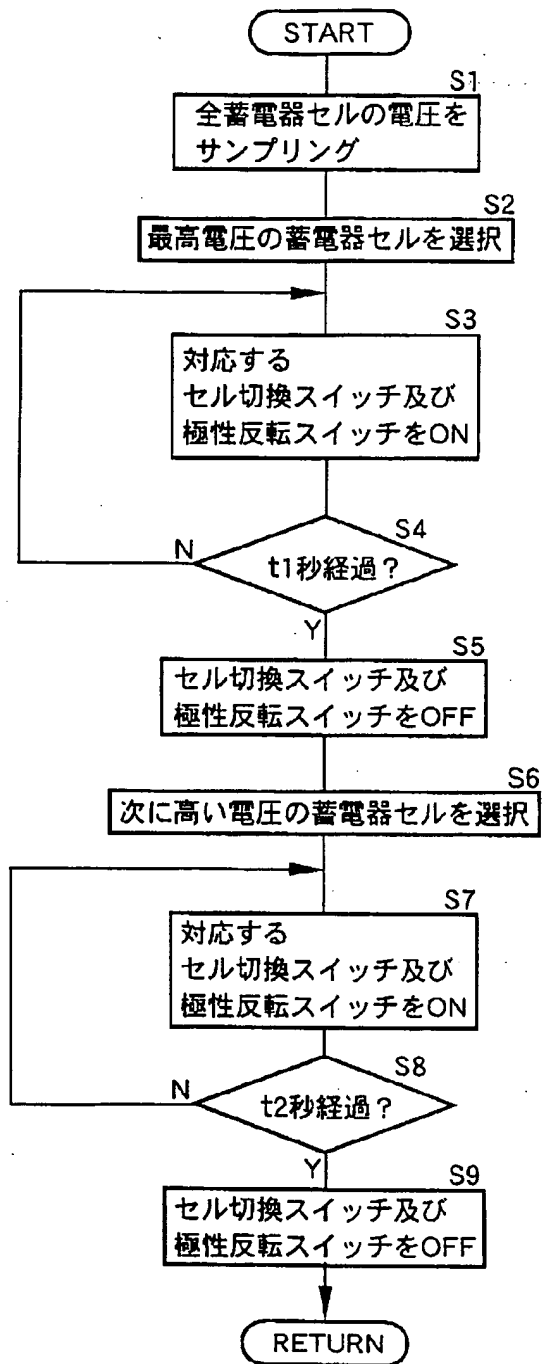 START
S1
全蓄電器セルの電圧を
サンプリング
S2
最高電圧の蓄電器セルを選択
S3
対応する
セル切換スイッチ及び
極性反転スイッチをON
S4
N
t1秒経過?
Y
S5
セル切換スイッチ及び
極性反転スイッチをOFF
S6
次に高い電圧の蓄電器セルを選択
S7
対応する
セル切換スイッチ及び
極性反転スイッチをON
S8
N
t2秒経過?
Y
S9
セル切換スイッチ及び
極性反転スイッチをOFF
RETURN